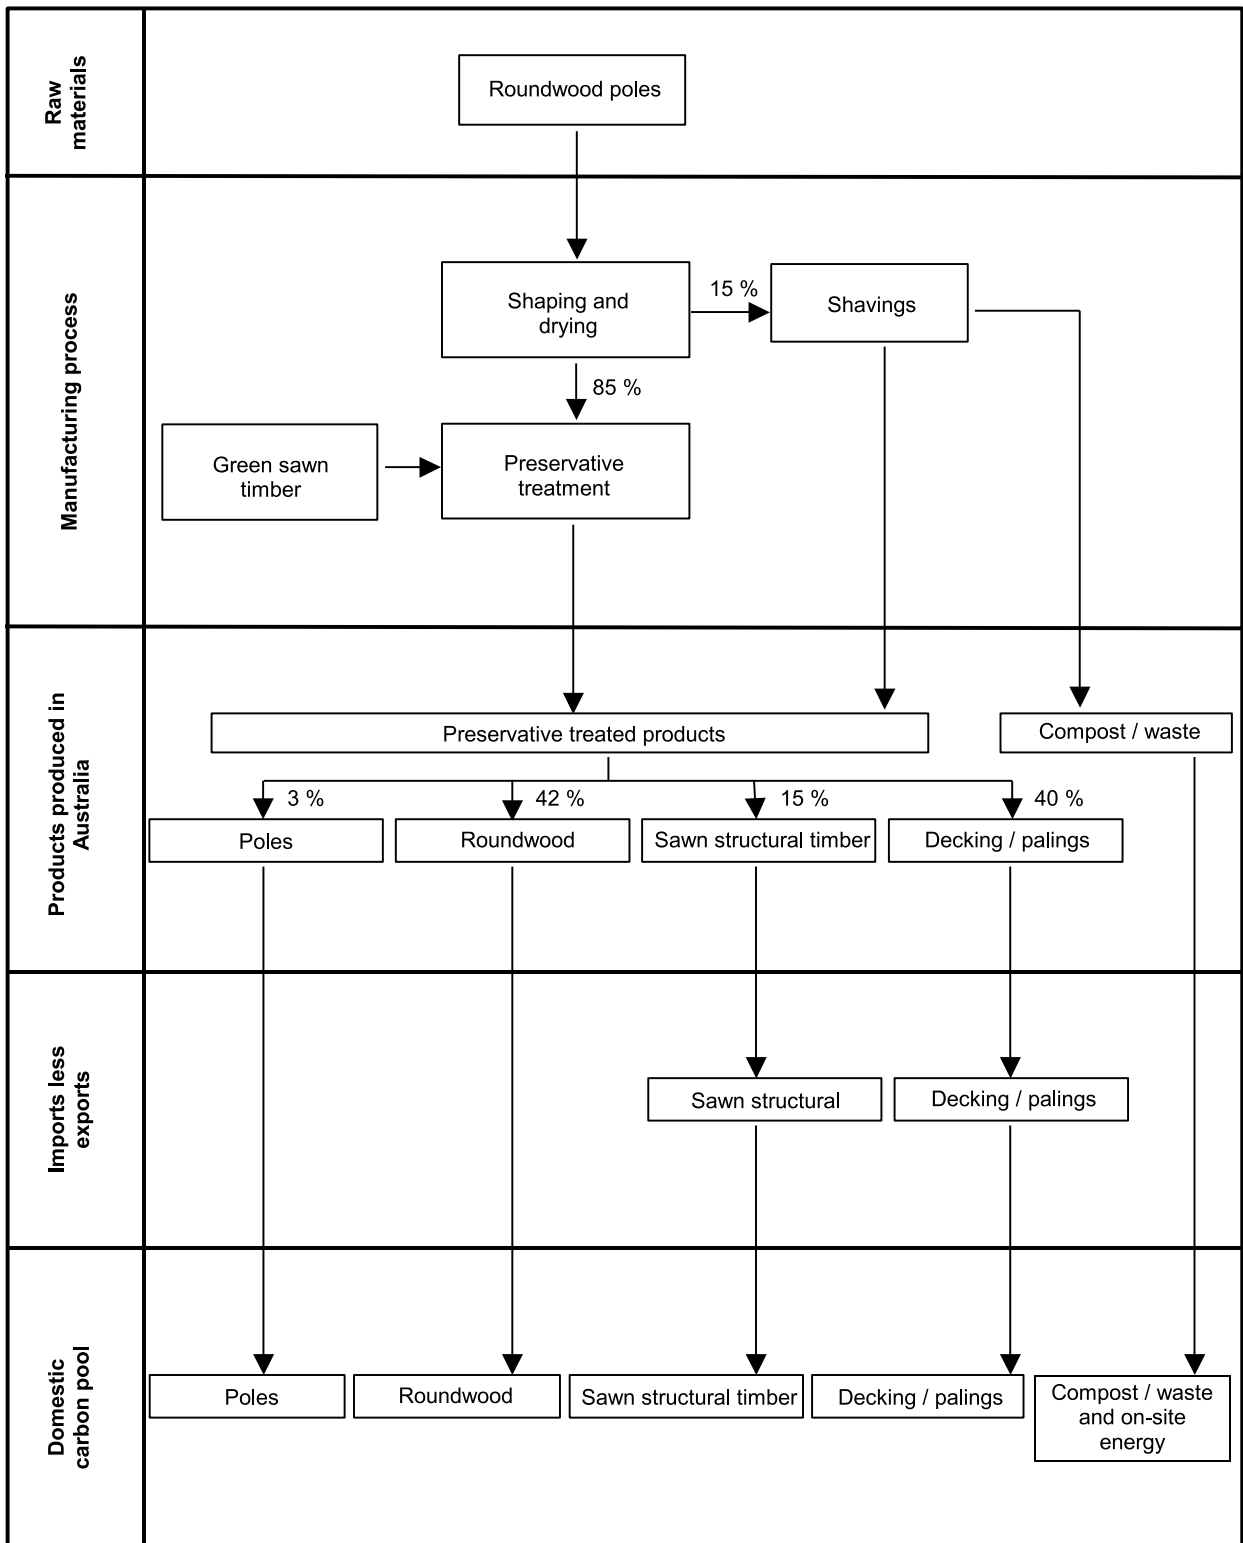 Raw
materials
Roundwood poles
Manufacturing process
Shaping and
drying
15 %
Shavings
85 %
Green sawn
timber
Preservative
treatment
Products produced in
Australia
Preservative treated products
Compost / waste
3 %
42 %
15 %
40 %
Poles
Roundwood
Sawn structural timber
Decking / palings
Imports less
exports
Sawn structural
Decking / palings
Domestic
carbon pool
Poles
Roundwood
Sawn structural timber
Decking / palings
Compost / waste
and on-site
energy